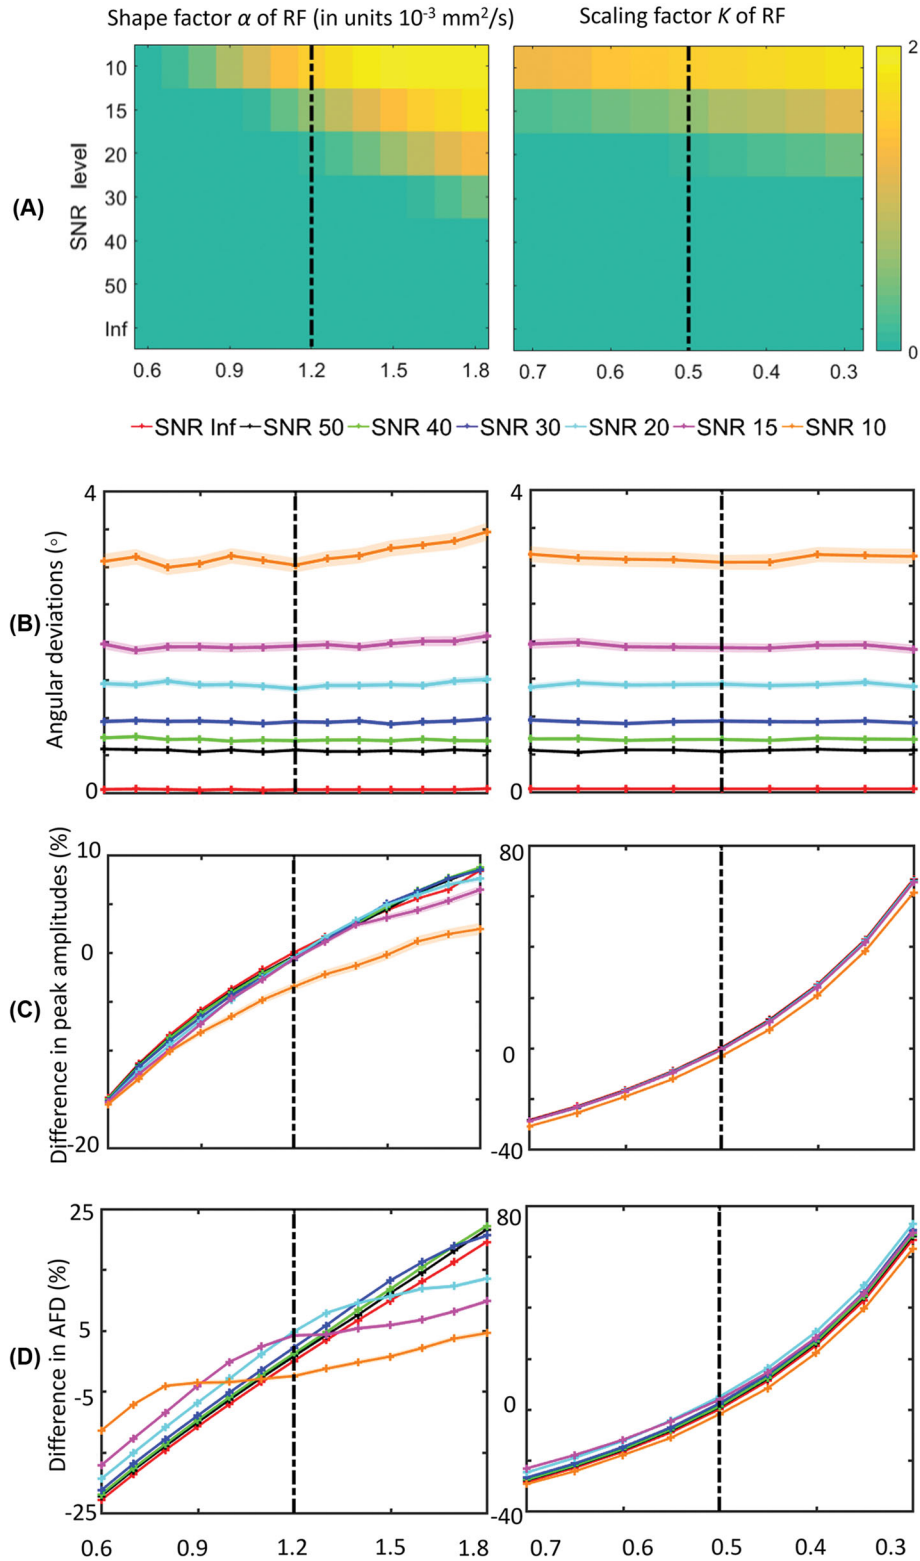 Shape factor α of RF (in units 10-3 mm2/s)
Scaling factor K of RF
(A)
SNR level
10
15
20
30
40
50
Inf
0.6 0.9 1.2 1.5 1.8
0.7 0.6 0.5 0.4 0.3
2
0
SNR Inf SNR 50 SNR 40 SNR 30 SNR 20 SNR 15 SNR 10
(B)
Angular deviations (°)
4
0
4
0
(C)
Difference in peak amplitudes (%)
10
0
-20
80
0
-40
(D)
Difference in AFD (%)
25
5
-5
-25
80
0
-40
0.6 0.9 1.2 1.5 1.8
0.7 0.6 0.5 0.4 0.3